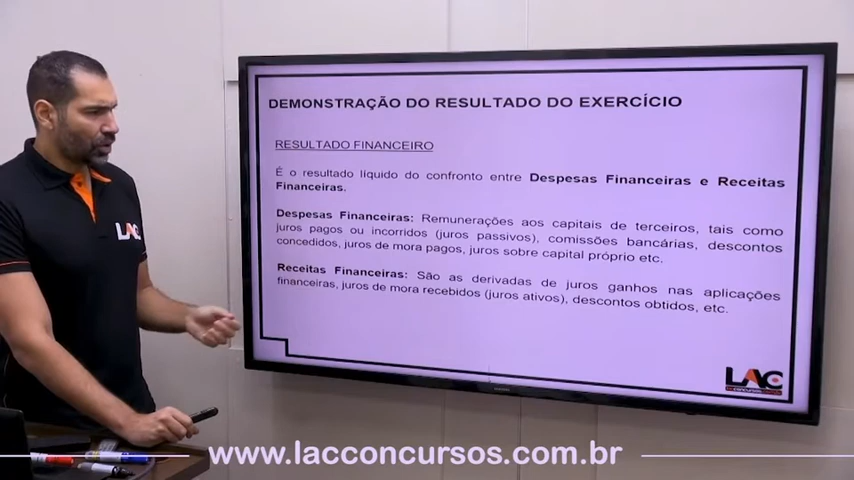 DEMONSTRAÇÃO DO RESULTADO DO EXERCÍCIO
RESULTADO FINANCEIRO
É o resultado líquido do confronto entre Despesas Financeiras e Receitas
Financeiras.
Despesas Financeiras: Remunerações aos capitais de terceiros, tais como
juros pagos ou incorridos (juros passivos), comissões bancárias, descontos
concedidos, juros de mora pagos, juros sobre capital próprio etc.
Receitas Financeiras: São as derivadas de juros ganhos nas aplicações
financeiras, juros de mora recebidos (juros ativos), descontos obtidos, etc.
LAC
LAC
CONCURSOS
www.lacconcursos.com.br